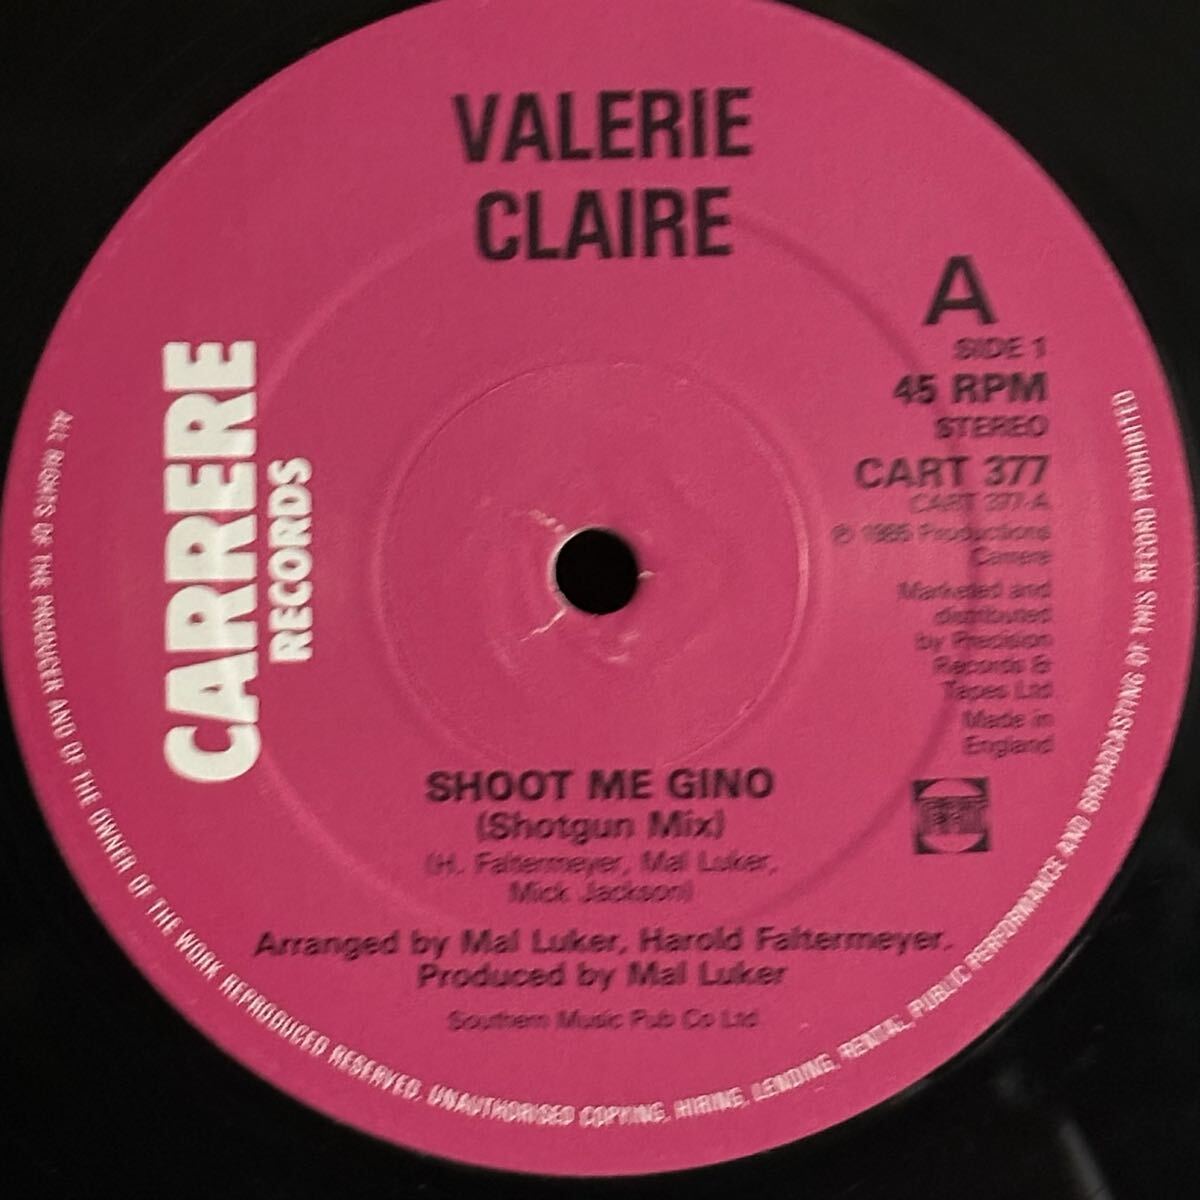 VALERIE
CLAIRE
CARRERE
RECORDS
A
SIDE 1
45 RPM
STEREO
CART 377
CART 377-A
Productions
Carrere
Marketed and
distributed
by Precision
Records &
Tapes Ltd
Made in
England
SHOOT ME GINO
(Shotgun Mix)
(H. Faltermeyer, Mal Luker,
Mick Jackson)
Arranged by Mal Luker, Harold Faltermeyer.
Produced by Mal Luker
Southern Music Pub Co Ltd
ALL RIGHTS OF THE PRODUCER AND OF THE OWNER OF THE WORK REPRODUCED RESERVED. UNAUTHORISED COPYING, HIRING, LENDING, RENTAL, PUBLIC PERFORMANCE AND BROADCASTING OF THIS RECORD PROHIBITED